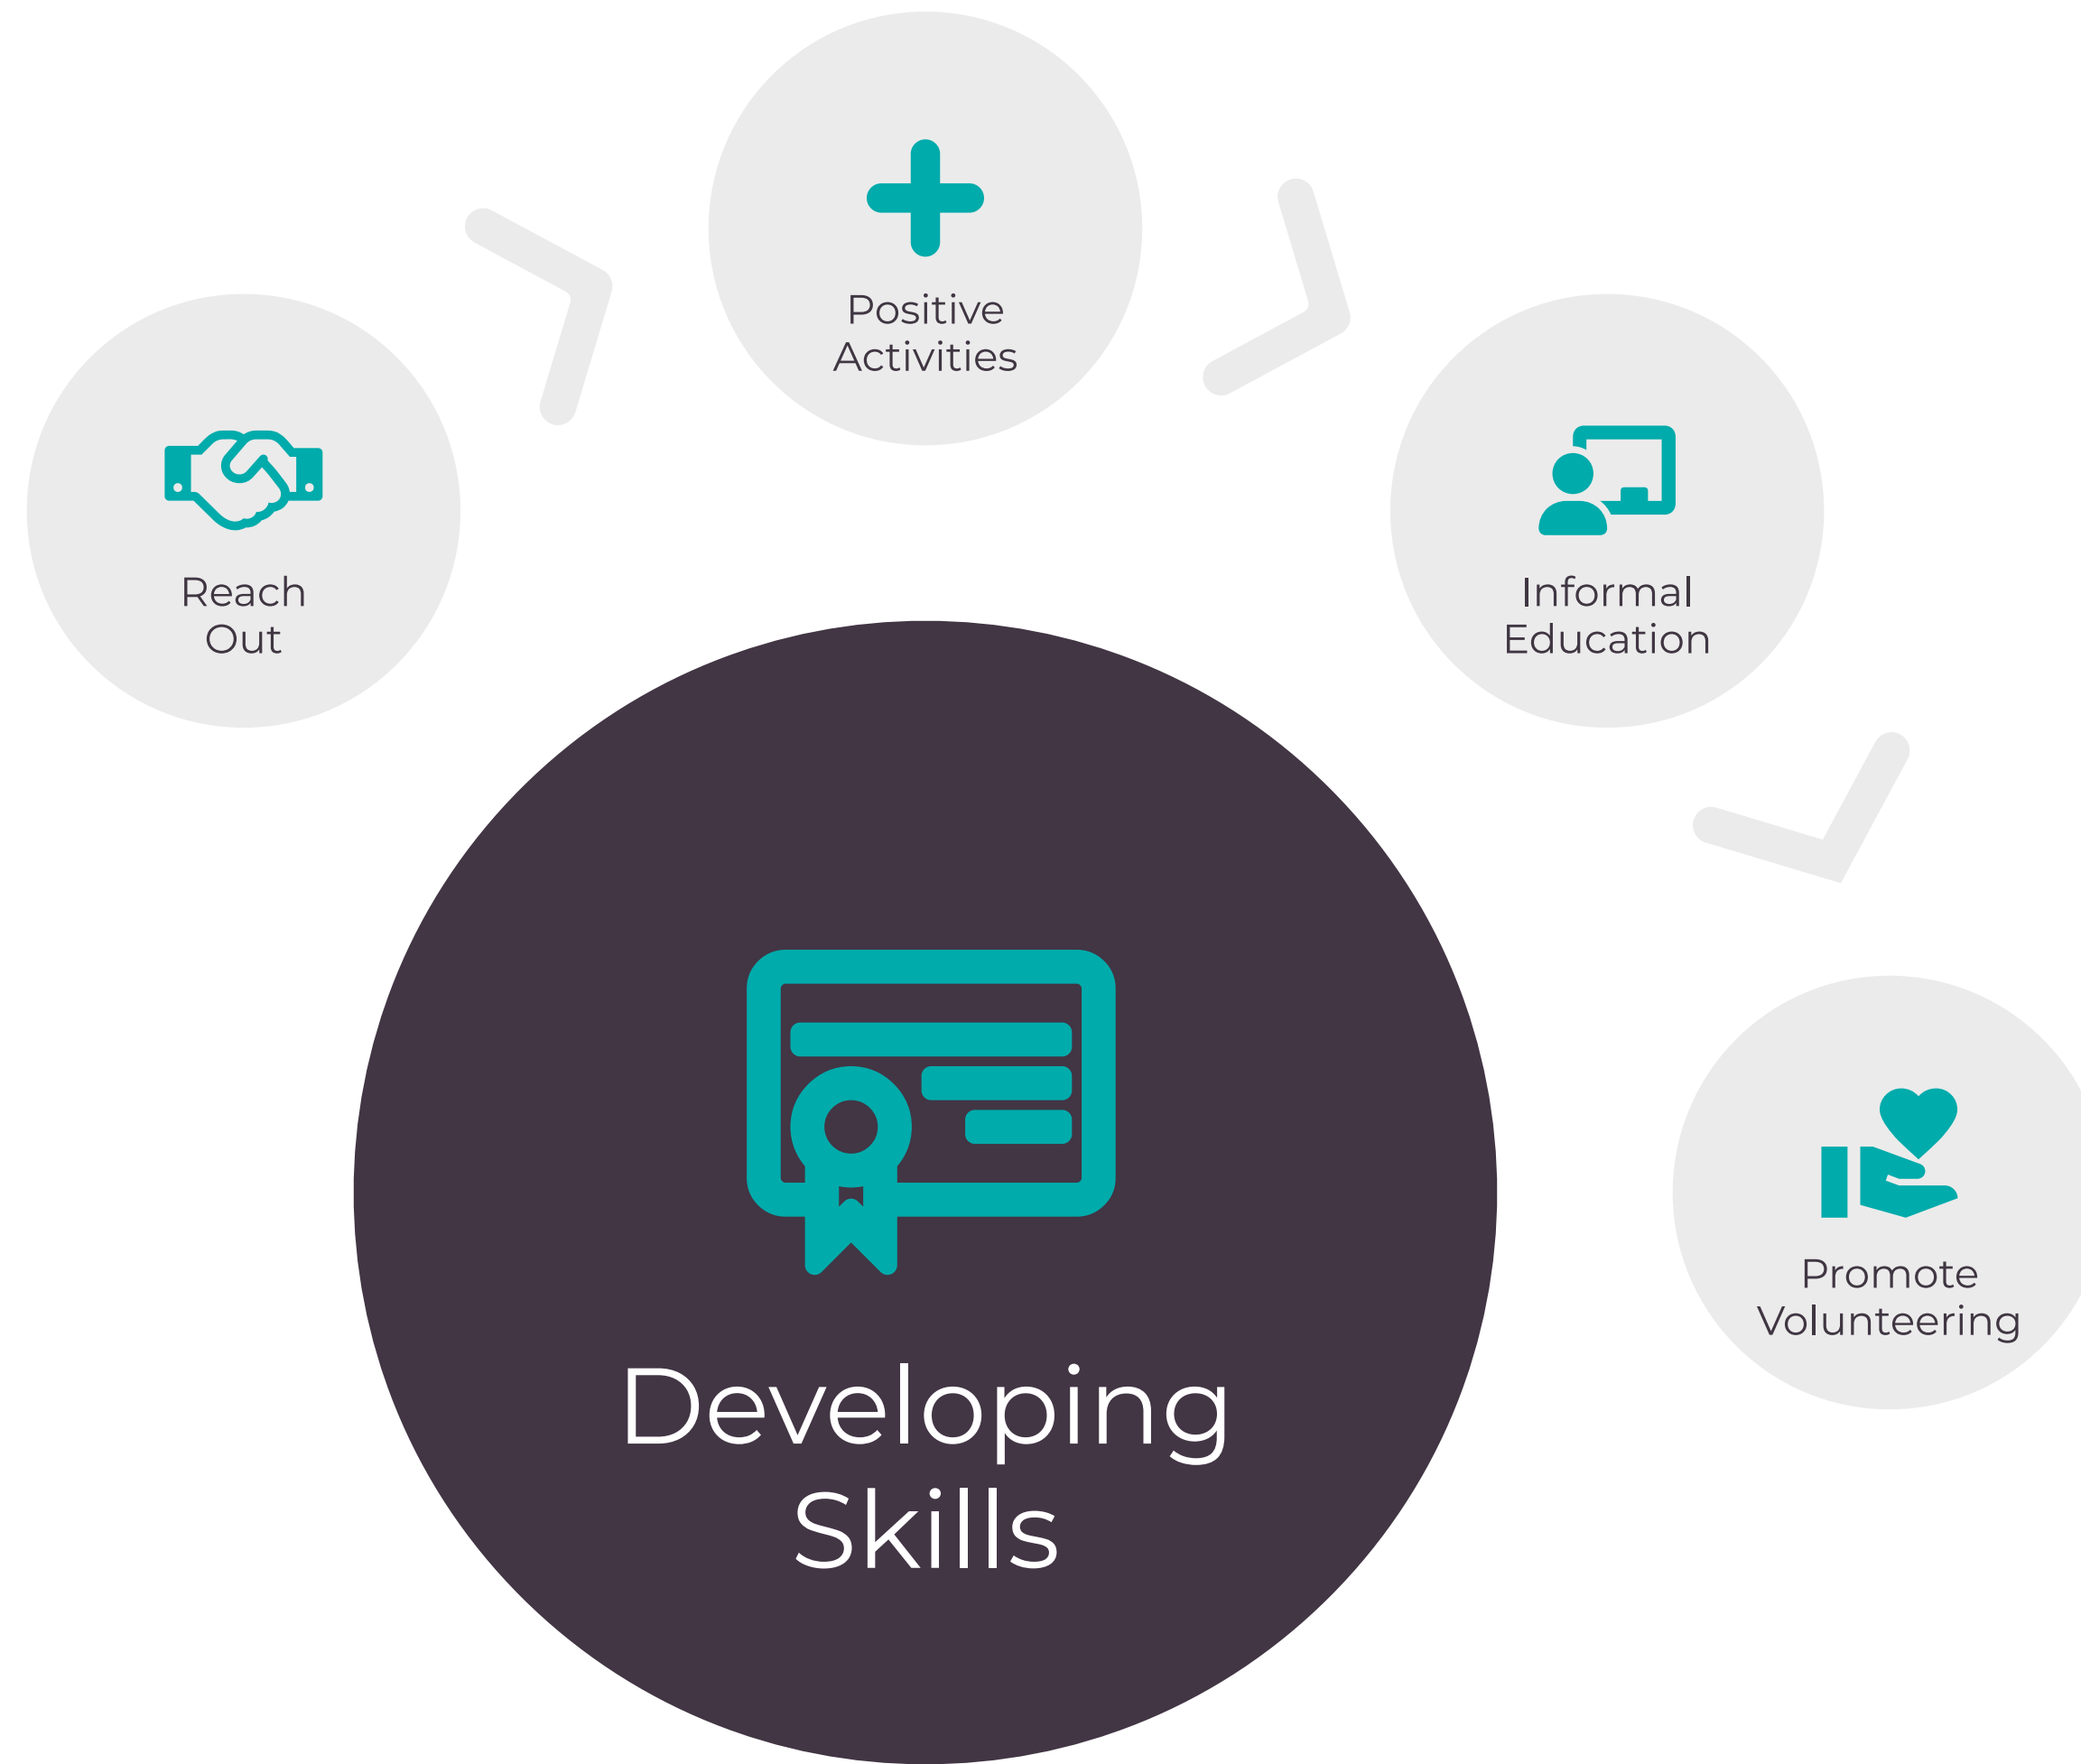 Positive
Activities
Reach
Out
Informal
Education
Promote
Volunteering
Developing
Skills